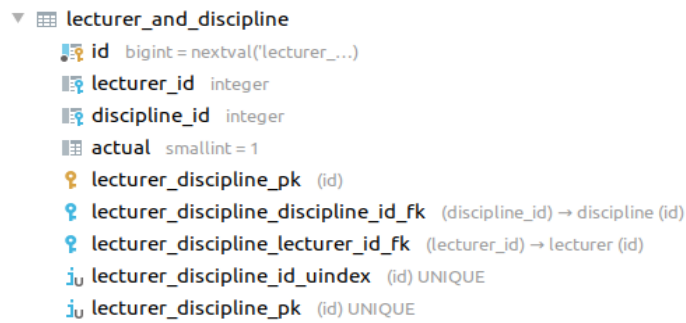 lecturer_and_discipline
id bigint = nextval('lecturer_...')
lecturer_id integer
discipline_id integer
actual smallint = 1
lecturer_discipline_pk (id)
lecturer_discipline_discipline_id_fk (discipline_id) → discipline (id)
lecturer_discipline_lecturer_id_fk (lecturer_id) → lecturer (id)
lecturer_discipline_id_uindex (id) UNIQUE
lecturer_discipline_pk (id) UNIQUE